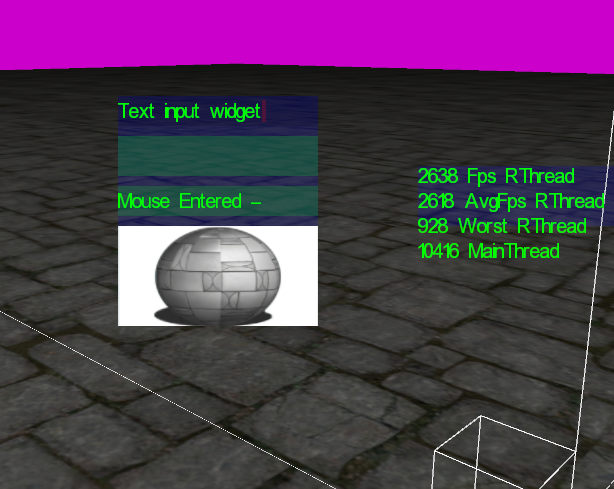 Text input widget
Mouse Entered –
2638 Fps RThread
2618 AvgFps RThread
928 Worst RThread
10416 MainThread